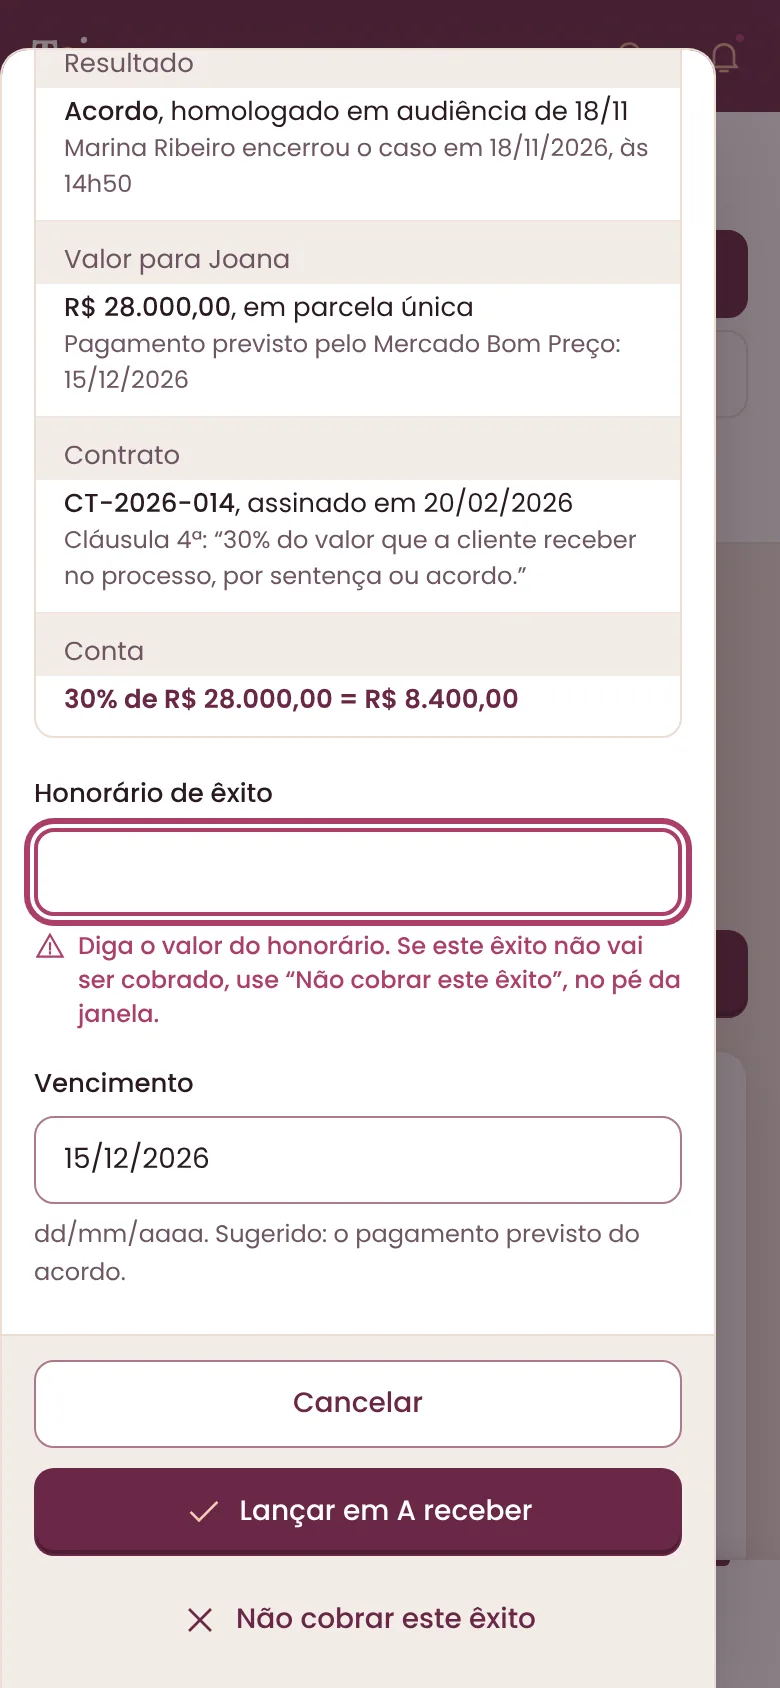 Resultado
Acordo, homologado em audiência de 18/11
Marina Ribeiro encerrou o caso em 18/11/2026, às
14h50
Valor para Joana
R$ 28.000,00, em parcela única
Pagamento previsto pelo Mercado Bom Preço:
15/12/2026
Contrato
CT-2026-014, assinado em 20/02/2026
Cláusula 4ª: “30% do valor que a cliente receber
no processo, por sentença ou acordo.”
Conta
30% de R$ 28.000,00 = R$ 8.400,00
Honorário de êxito
Diga o valor do honorário. Se este êxito não vai
ser cobrado, use “Não cobrar este êxito”, no pé da
janela.
Vencimento
15/12/2026
dd/mm/aaaa. Sugerido: o pagamento previsto do
acordo.
Cancelar
Lançar em A receber
Não cobrar este êxito